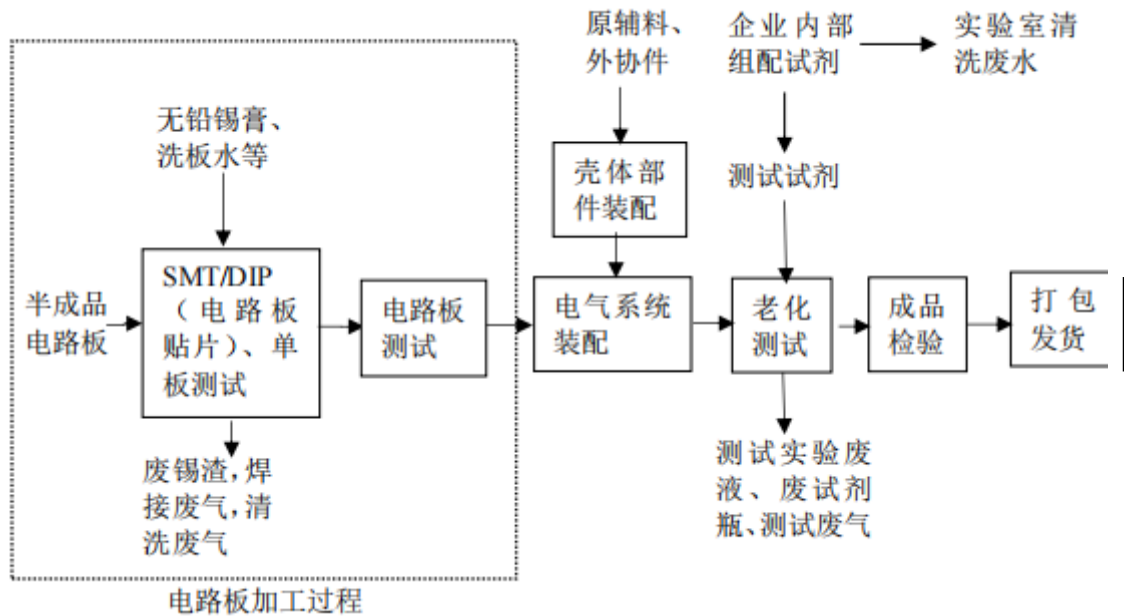 原辅料、
外协件
企业内部
组配试剂
实验室清
洗废水
无铅锡膏、
洗板水等
壳体部
件装配
测试试剂
半成品
电路板
SMT/DIP
（电路板
贴片）、单
板测试
电路板
测试
电气系统
装配
老化
测试
成品
检验
打包
发货
废锡渣，焊
接废气，清
洗废气
测试实验废
液、废试剂
瓶、测试废气
电路板加工过程